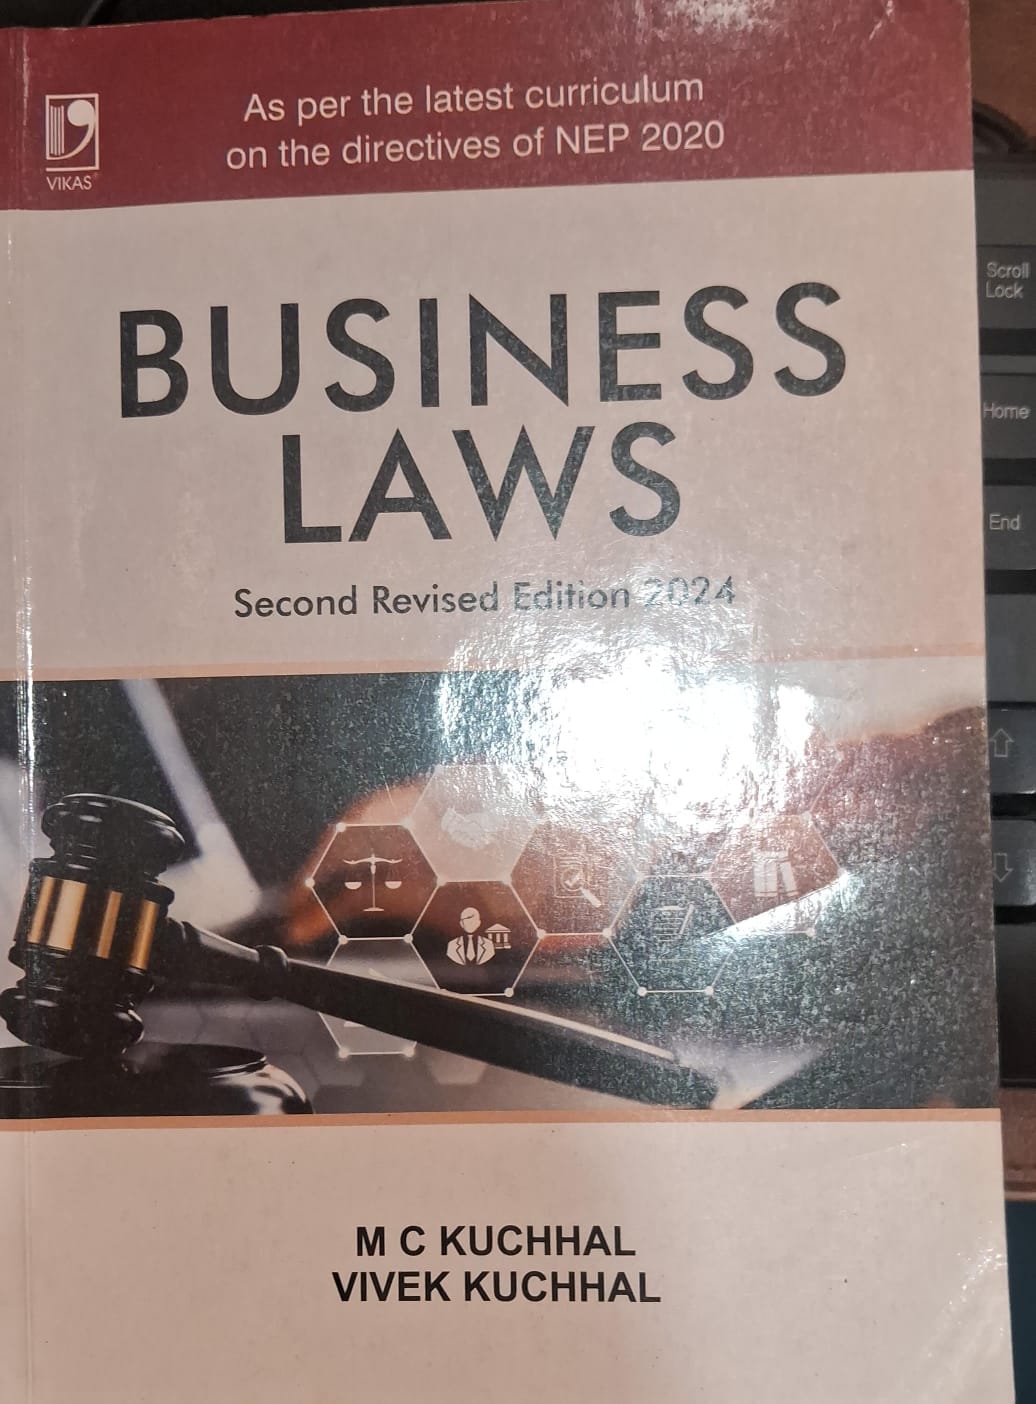 As per the latest curriculum
on the directives of NEP 2020
VIKAS
BUSINESS
LAWS
Second Revised Edition 2024
M C KUCHHAL
VIVEK KUCHHAL
Scroll
Lock
Home
End